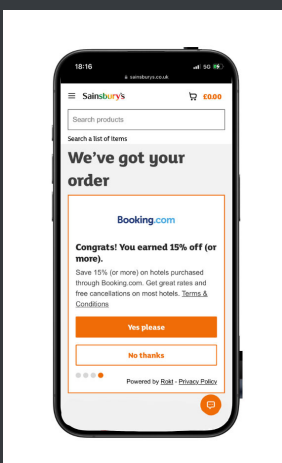 18:16
5G
sainsburys.co.uk
Sainsbury's
£0.00
Search products
Search a list of items
We've got your
order
Booking.com
Congrats! You earned 15% off (or
more).
Save 15% (or more) on hotels purchased
through Booking.com. Get great rates and
free cancellations on most hotels. Terms &
Conditions
Yes please
No thanks
Powered by Rokt - Privacy Policy